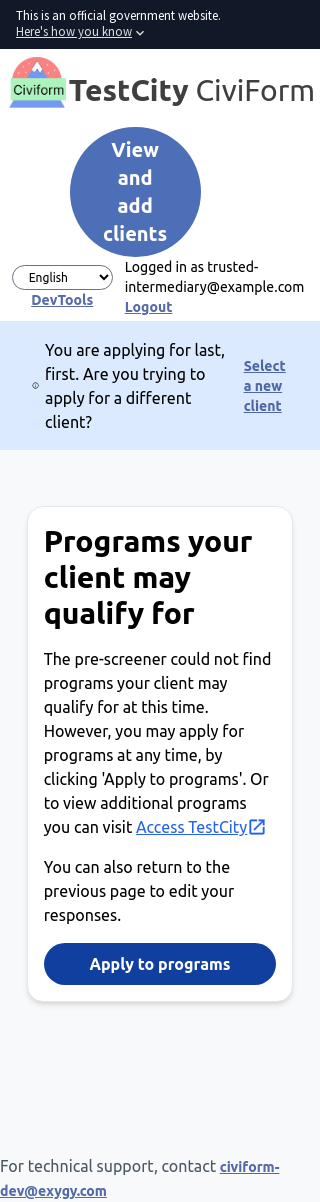 This is an official government website.
Here's how you know
Civiform
TestCity CiviForm
View
and
add
clients
English
DevTools
Logged in as trusted-
intermediary@example.com
Logout
You are applying for last,
first. Are you trying to
apply for a different
client?
Select
a new
client
Programs your
client may
qualify for
The pre-screener could not find
programs your client may
qualify for at this time.
However, you may apply for
programs at any time, by
clicking 'Apply to programs'. Or
to view additional programs
you can visit Access TestCity
You can also return to the
previous page to edit your
responses.
Apply to programs
For technical support, contact civiform-
dev@exygy.com